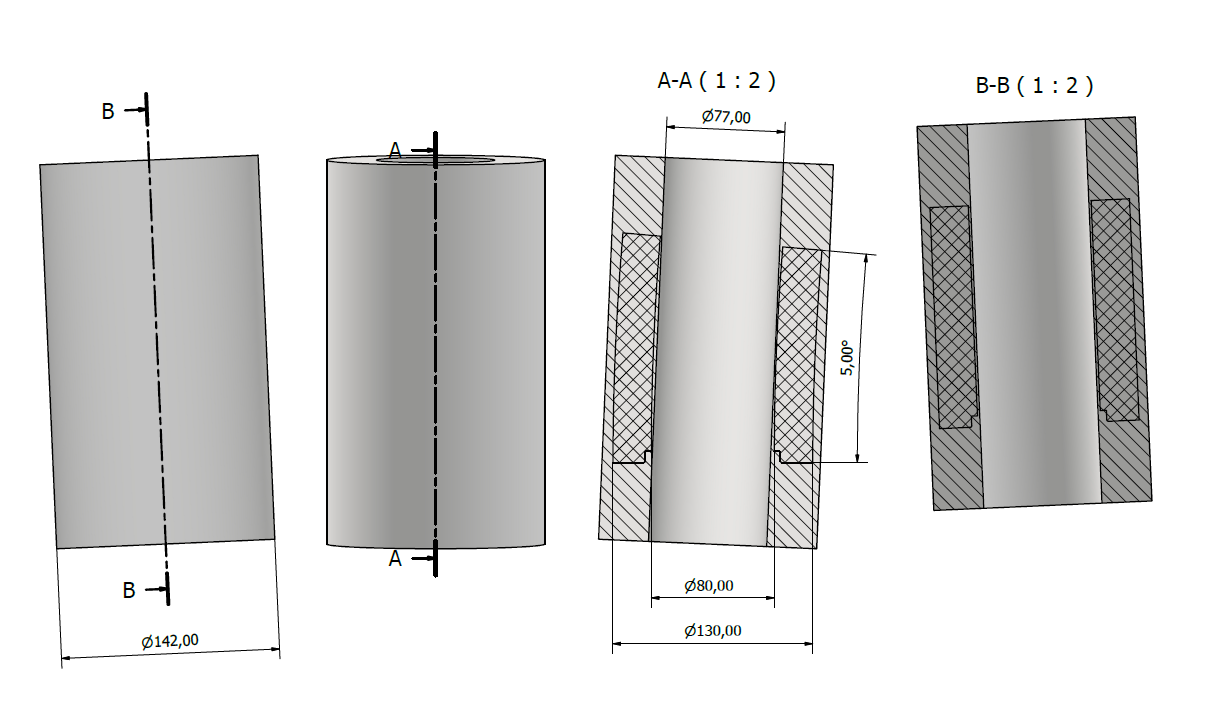 A-A ( 1 : 2 )
B-B ( 1 : 2 )
B
Ø77,00
A
A
5,00°
B
Ø80,00
Ø130,00
Ø142,00